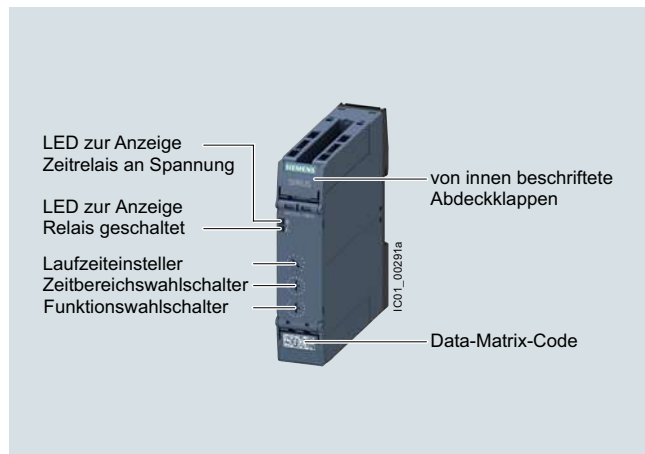 LED zur Anzeige
Zeitrelais an Spannung
LED zur Anzeige
Relais geschaltet
Laufzeiteinsteller
Zeitbereichswahlschalter
Funktionswahlschalter
SIEMENS
SIRIUS
von innen beschriftete
Abdeckklappen
IC01_00291a
Data-Matrix-Code